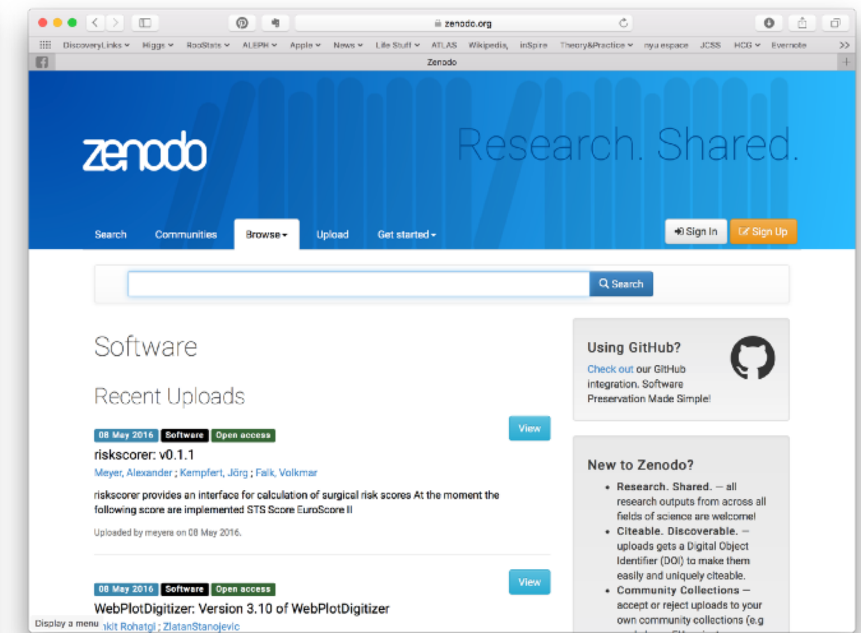 zenodo.org
DiscoveryLinks Higgs RooStats ALEPH Apple News Life Stuff ATLAS Wikipedia, inSpire Theory&Practice nyu espace JCSS HCG Evernote >>
Zenodo
zenodo
Research. Shared.
Search Communities Browse Upload Get started Sign In Sign Up
Search
Software
Recent Uploads
08 May 2016 Software Open access
View
riskscorer: v0.1.1
Meyer, Alexander ; Kempfert, Jörg ; Falk, Volkmar
riskscorer provides an interface for calculation of surgical risk scores At the moment the
following score are implemented STS Score EuroScore II
Uploaded by meyera on 08 May 2016.
08 May 2016 Software Open access
View
WebPlotDigitizer: Version 3.10 of WebPlotDigitizer
Rohatgi ; ZlatanStanojevic
Display a menu
Using GitHub?
Check out our GitHub
integration. Software
Preservation Made Simple!
New to Zenodo?
• Research. Shared. — all
research outputs from across all
fields of science are welcome!
• Citeable. Discoverable. —
uploads gets a Digital Object
Identifier (DOI) to make them
easily and uniquely citeable.
• Community Collections —
accept or reject uploads to your
own community collections (e.g